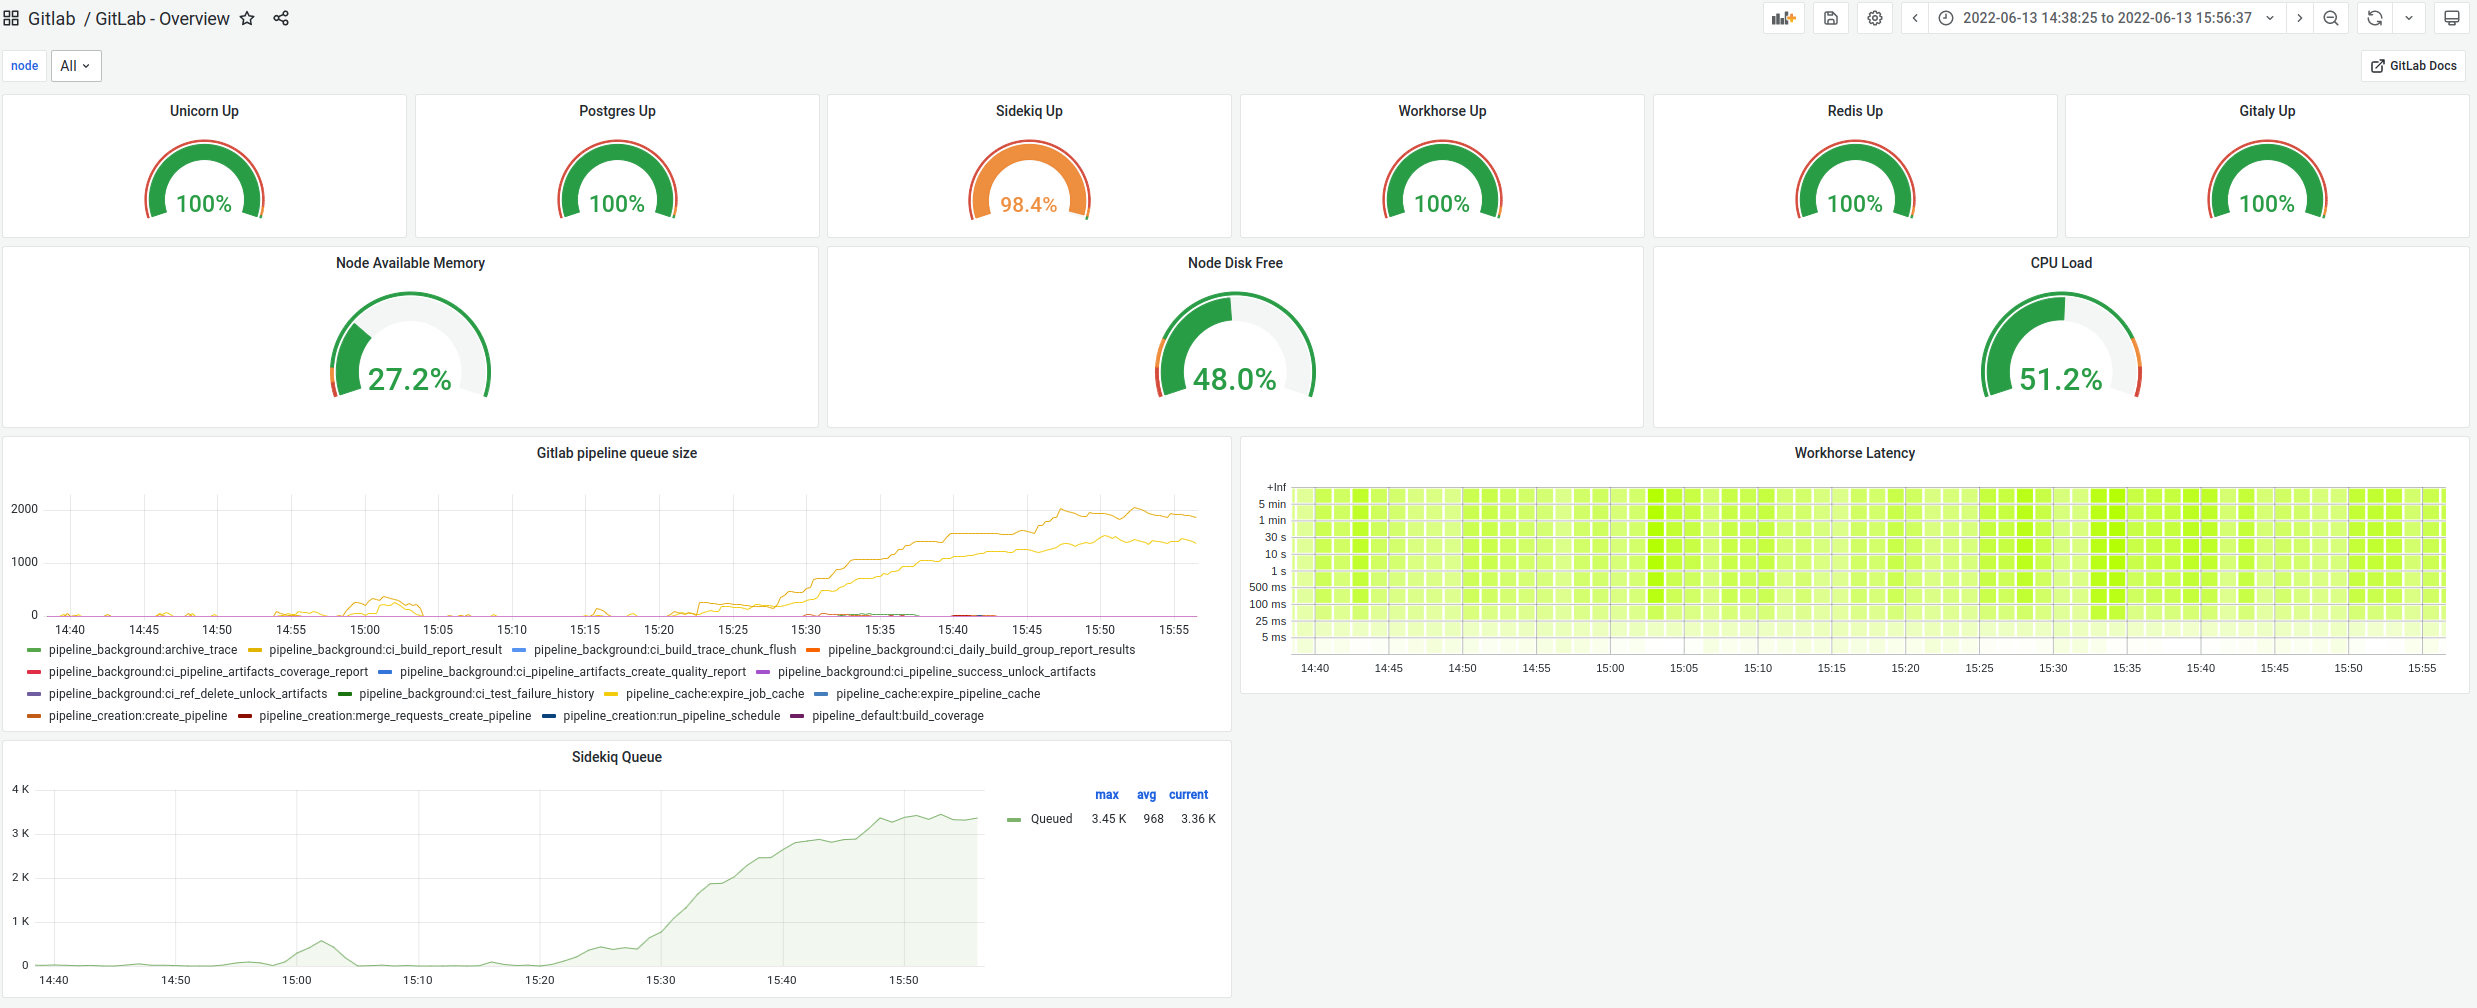 Gitlab / GitLab - Overview
2022-06-13 14:38:25 to 2022-06-13 15:56:37
node All
GitLab Docs
Unicorn Up
100%
Postgres Up
100%
Sidekiq Up
98.4%
Workhorse Up
100%
Redis Up
100%
Gitaly Up
100%
Node Available Memory
27.2%
Node Disk Free
48.0%
CPU Load
51.2%
Gitlab pipeline queue size
2000
1000
0
14:40 14:45 14:50 14:55 15:00 15:05 15:10 15:15 15:20 15:25 15:30 15:35 15:40 15:45 15:50 15:55
pipeline_background:archive_trace pipeline_background:ci_build_report_result pipeline_background:ci_build_trace_chunk_flush pipeline_background:ci_daily_build_group_report_results
pipeline_background:ci_pipeline_artifacts_coverage_report pipeline_background:ci_pipeline_artifacts_create_quality_report pipeline_background:ci_pipeline_success_unlock_artifacts
pipeline_background:ci_ref_delete_unlock_artifacts pipeline_background:ci_test_failure_history pipeline_cache:expire_job_cache pipeline_cache:expire_pipeline_cache
pipeline_creation:create_pipeline pipeline_creation:merge_requests_create_pipeline pipeline_creation:run_pipeline_schedule pipeline_default:build_coverage
Workhorse Latency
+Inf
5 min
1 min
30 s
10 s
1 s
500 ms
100 ms
25 ms
5 ms
14:40 14:45 14:50 14:55 15:00 15:05 15:10 15:15 15:20 15:25 15:30 15:35 15:40 15:45 15:50 15:55
Sidekiq Queue
4 K
3 K
2 K
1 K
0
14:40 14:50 15:00 15:10 15:20 15:30 15:40 15:50
max avg current
Queued 3.45 K 968 3.36 K